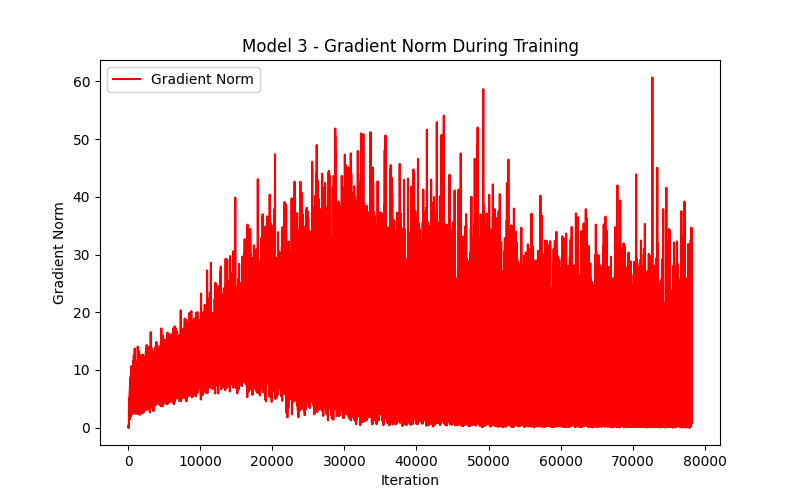 Model 3 - Gradient Norm During Training
Gradient Norm
Gradient Norm
60
50
40
30
20
10
0
0 10000 20000 30000 40000 50000 60000 70000 80000
Iteration